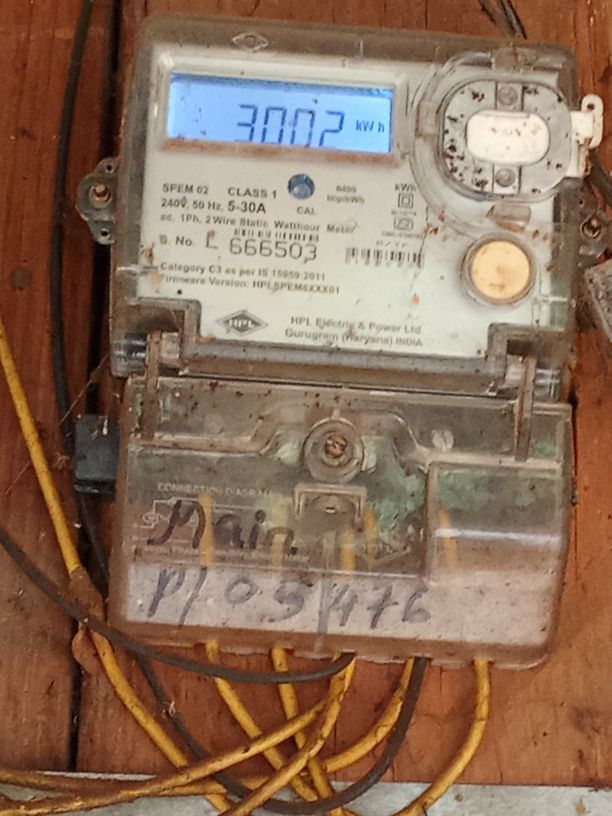 3002 kWh
SPEM 02 CLASS 1 6400 imp/kWh kWh
240V, 50 Hz, 5-30A CAL
ac, 1Ph, 2 Wire Static Watthour Meter
S. No. L 666503
Category C3 as per IS 15959:2011
Firmware Version: HPLSPEM6XXX01
HPL
HPL Electric & Power Ltd
Gurugram (Haryana) INDIA
CONNECTION DIAGRAM
Main
P/05/476